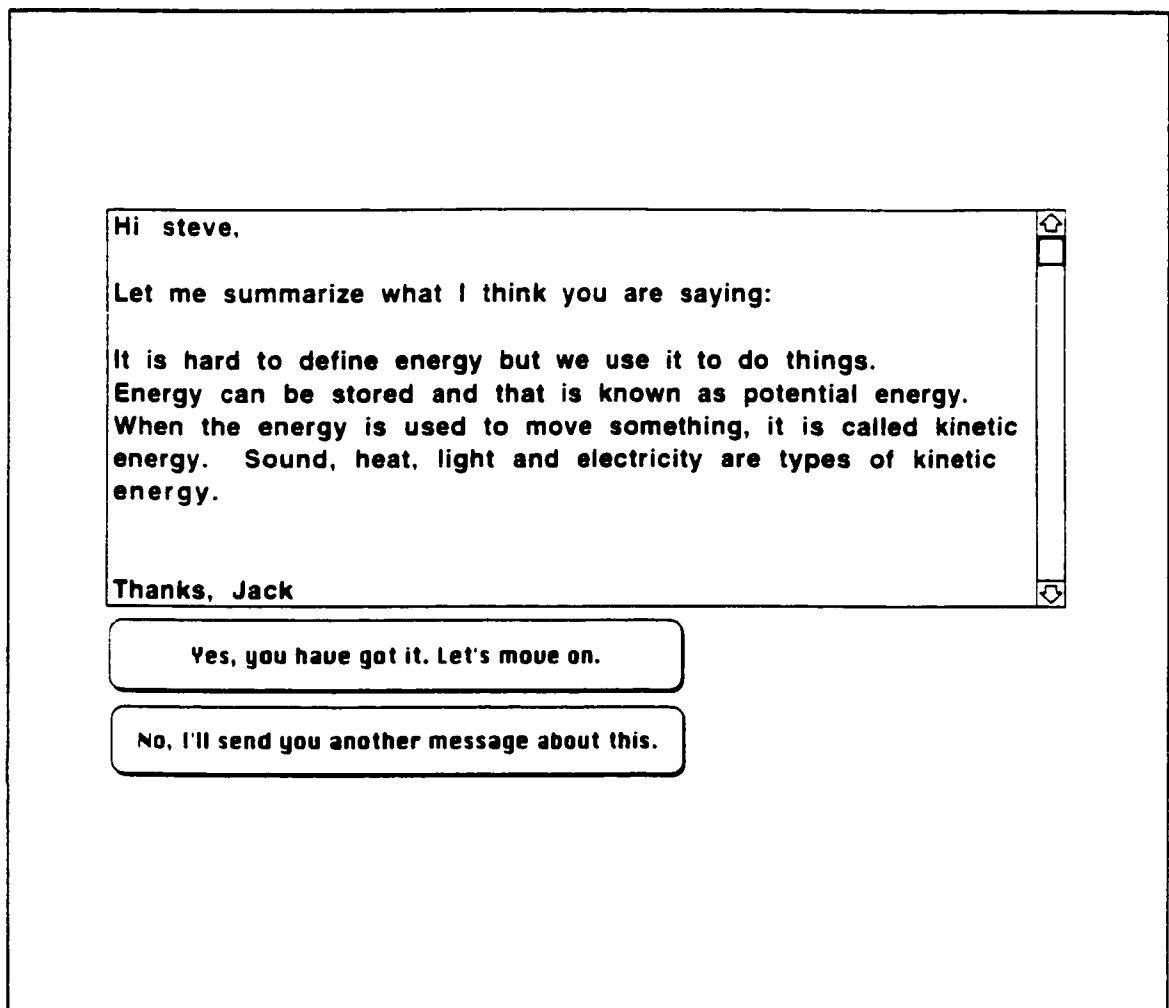 Hi steve,
Let me summarize what I think you are saying:
It is hard to define energy but we use it to do things.
Energy can be stored and that is known as potential energy.
When the energy is used to move something, it is called kinetic
energy. Sound, heat, light and electricity are types of kinetic
energy.
Thanks, Jack
Yes, you have got it. Let's move on.
No, I'll send you another message about this.